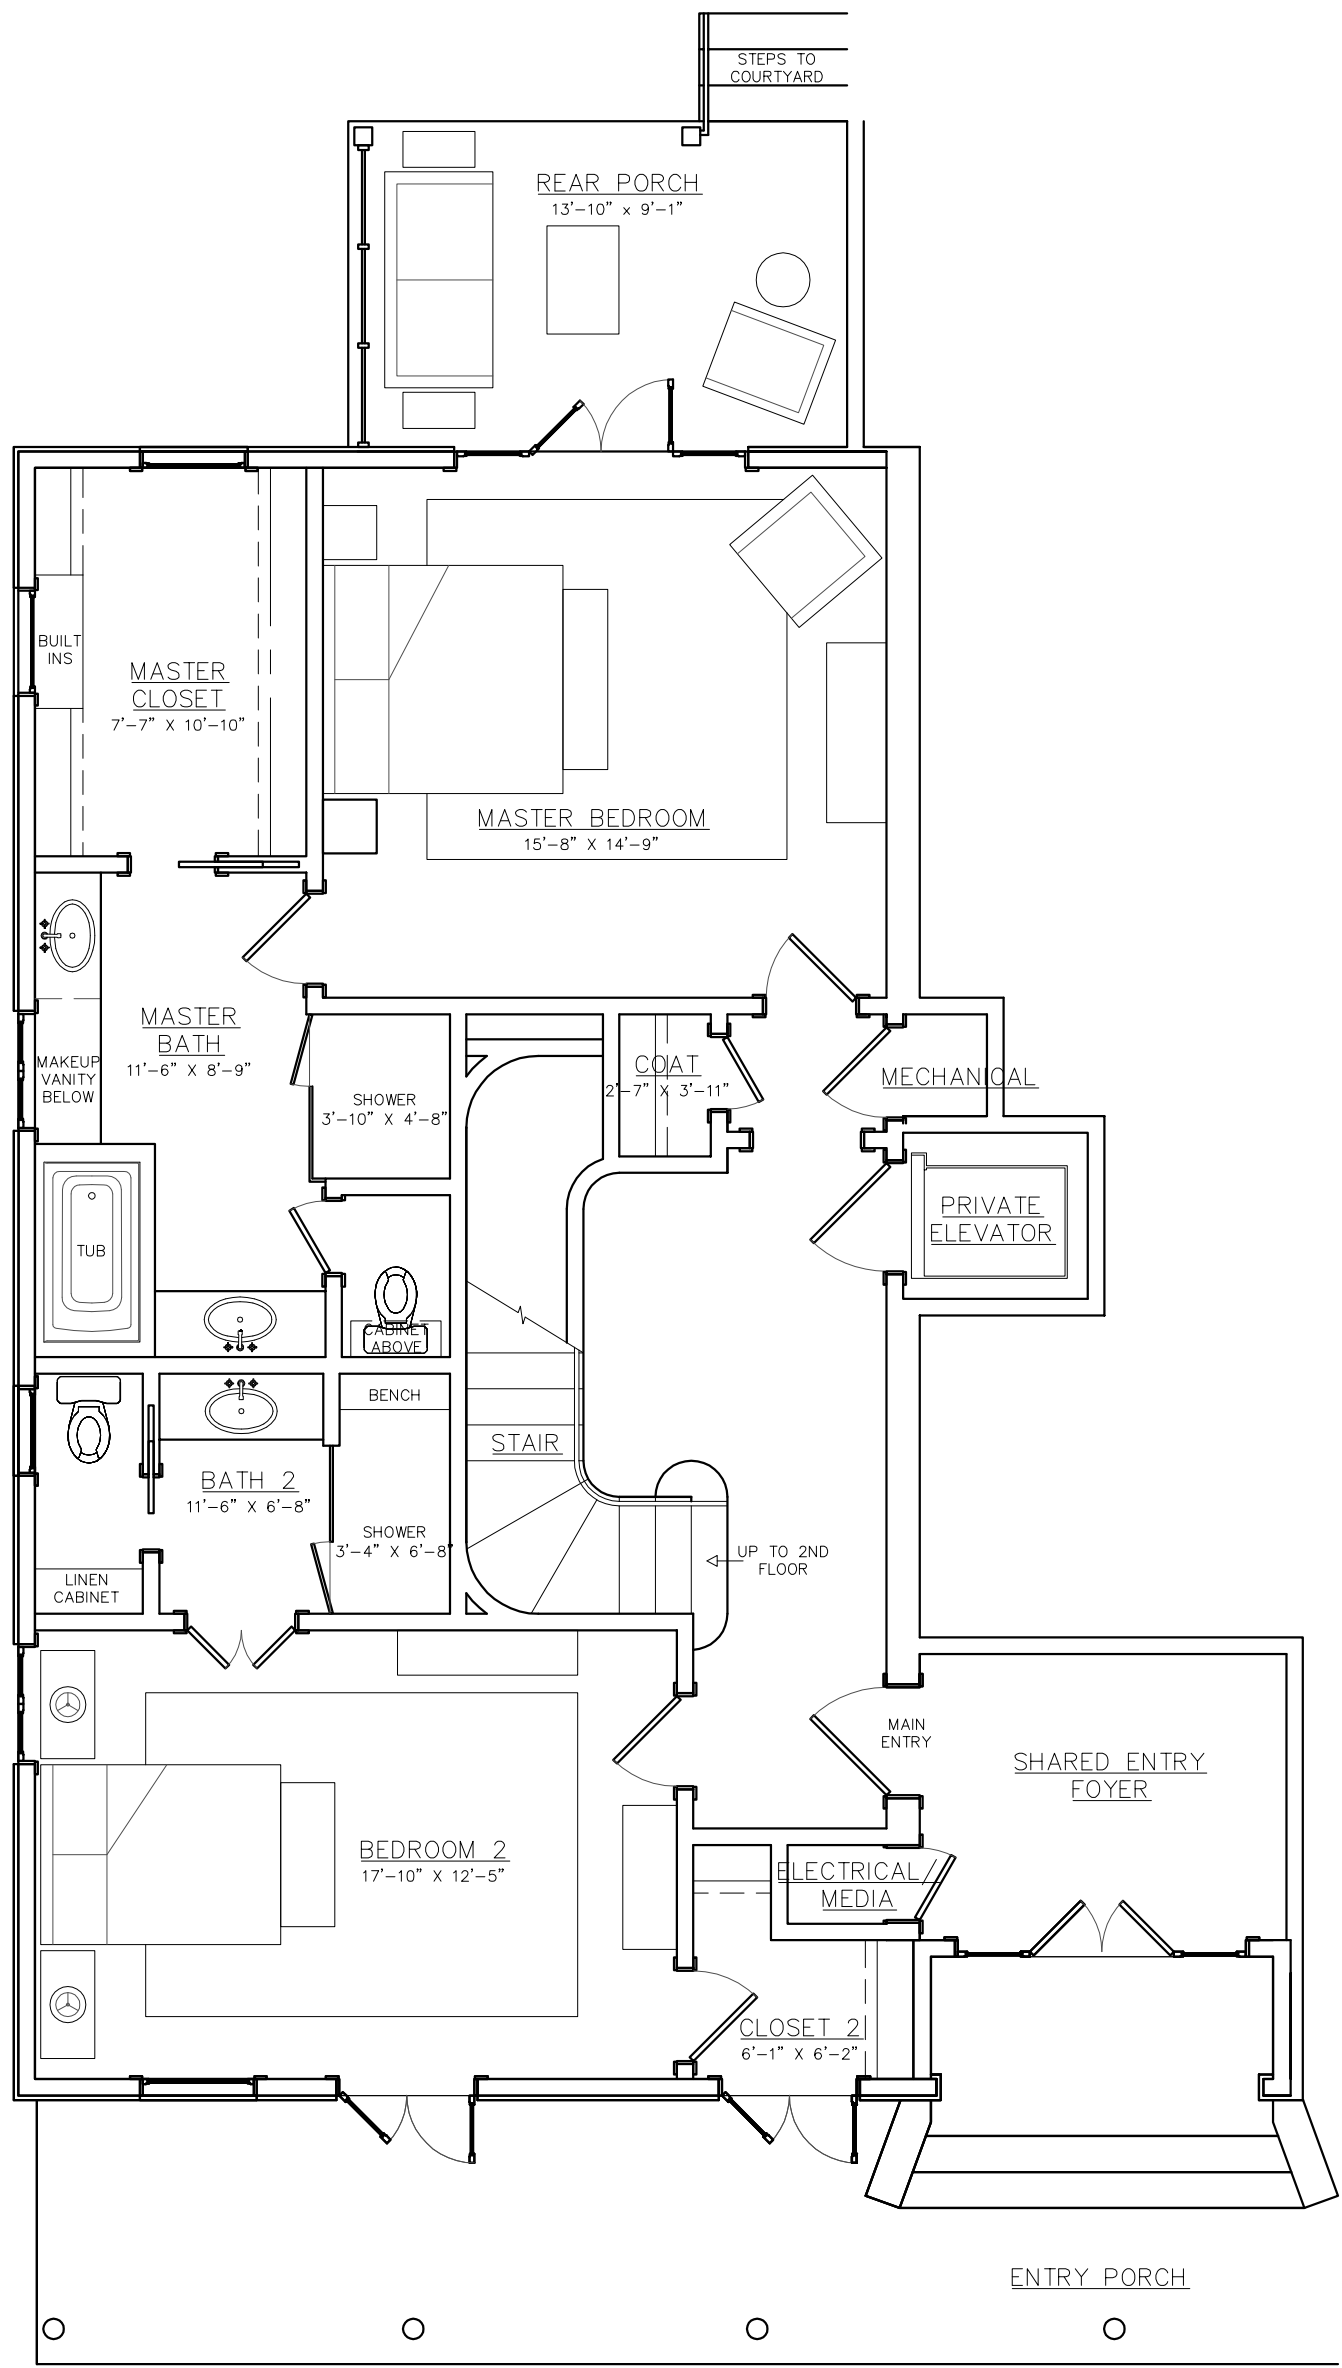 STEPS TO
COURTYARD
REAR PORCH
13'-10" x 9'-1"
BUILT
INS
MASTER
CLOSET
7'-7" X 10'-10"
MASTER BEDROOM
15'-8" X 14'-9"
MASTER
BATH
11'-6" X 8'-9"
MAKEUP
VANITY
BELOW
SHOWER
3'-10" X 4'-8"
COAT
2'-7" X 3'-11"
MECHANICAL
PRIVATE
ELEVATOR
TUB
CABINET
ABOVE
BENCH
STAIR
BATH 2
11'-6" X 6'-8"
SHOWER
3'-4" X 6'-8"
UP TO 2ND
FLOOR
LINEN
CABINET
MAIN
ENTRY
SHARED ENTRY
FOYER
BEDROOM 2
17'-10" X 12'-5"
ELECTRICAL/
MEDIA
CLOSET 2
6'-1" X 6'-2"
ENTRY PORCH